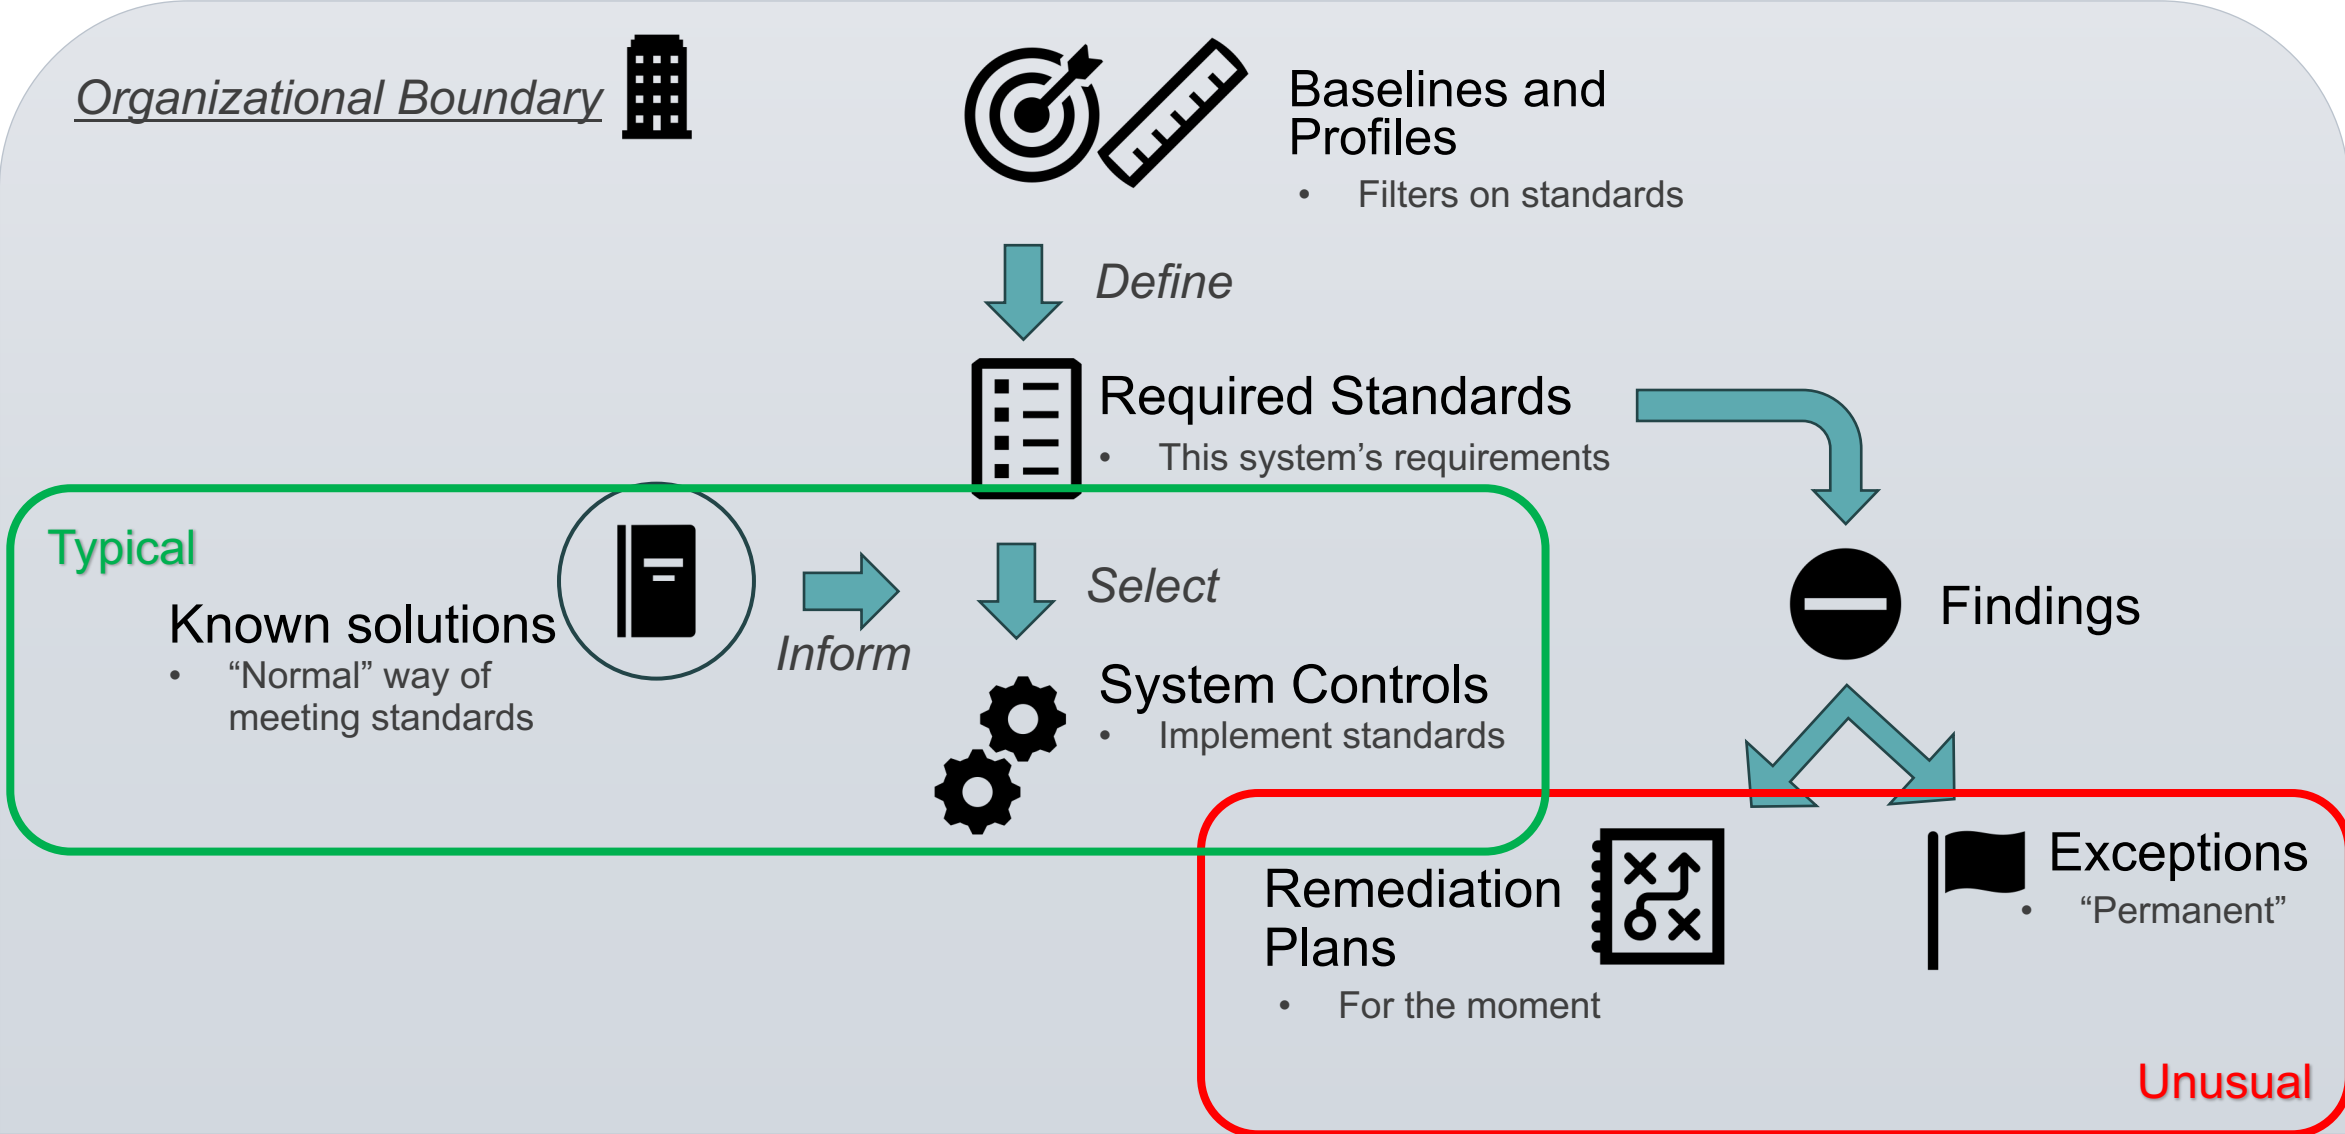 Organizational Boundary
Baselines and
Profiles
• Filters on standards
Define
Required Standards
• This system’s requirements
Typical
Known solutions
• “Normal” way of
meeting standards
Inform
Select
System Controls
• Implement standards
Findings
Remediation
Plans
• For the moment
Exceptions
• “Permanent”
Unusual